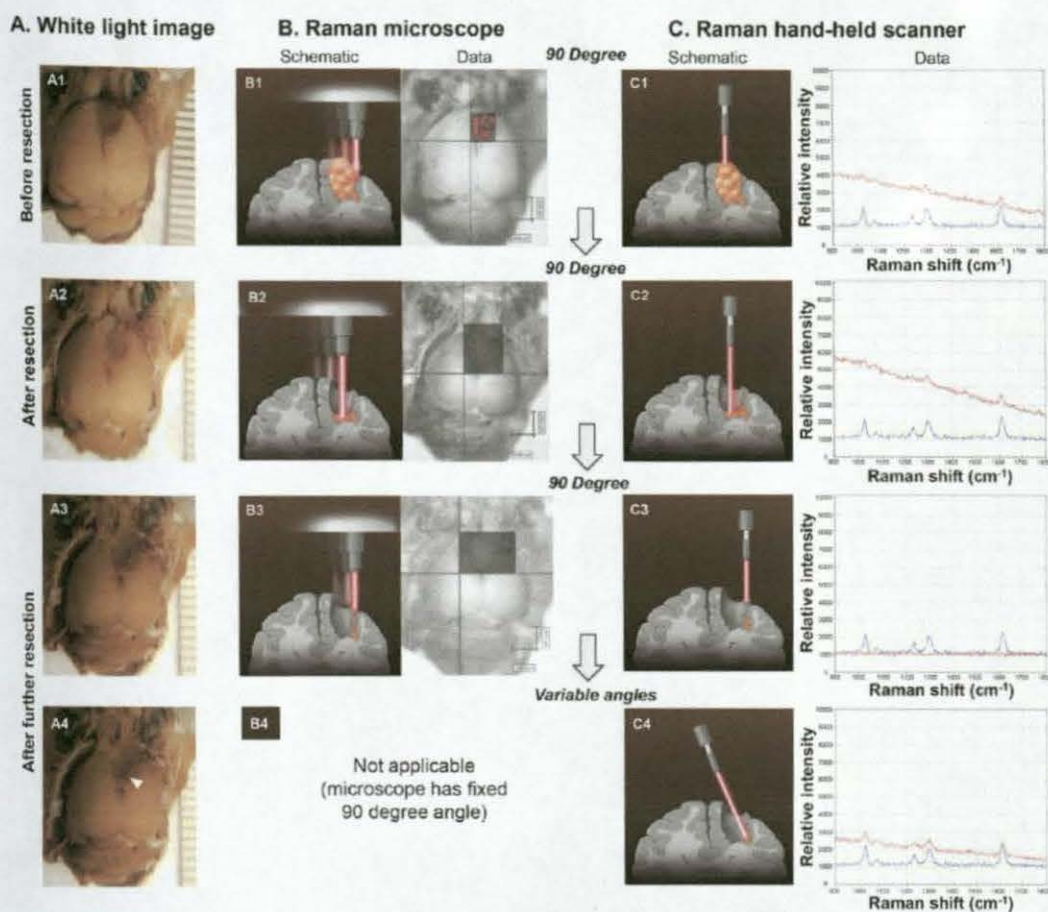 A. White light image
B. Raman microscope
C. Raman hand-held scanner
Schematic
Data
90 Degree
Schematic
Data
Before resection
A1
B1
C1
Relative intensity
Raman shift (cm⁻¹)
90 Degree
After resection
A2
B2
C2
Relative intensity
Raman shift (cm⁻¹)
90 Degree
After further resection
A3
B3
C3
Relative intensity
Raman shift (cm⁻¹)
Variable angles
A4
B4
Not applicable
(microscope has fixed
90 degree angle)
C4
Relative intensity
Raman shift (cm⁻¹)